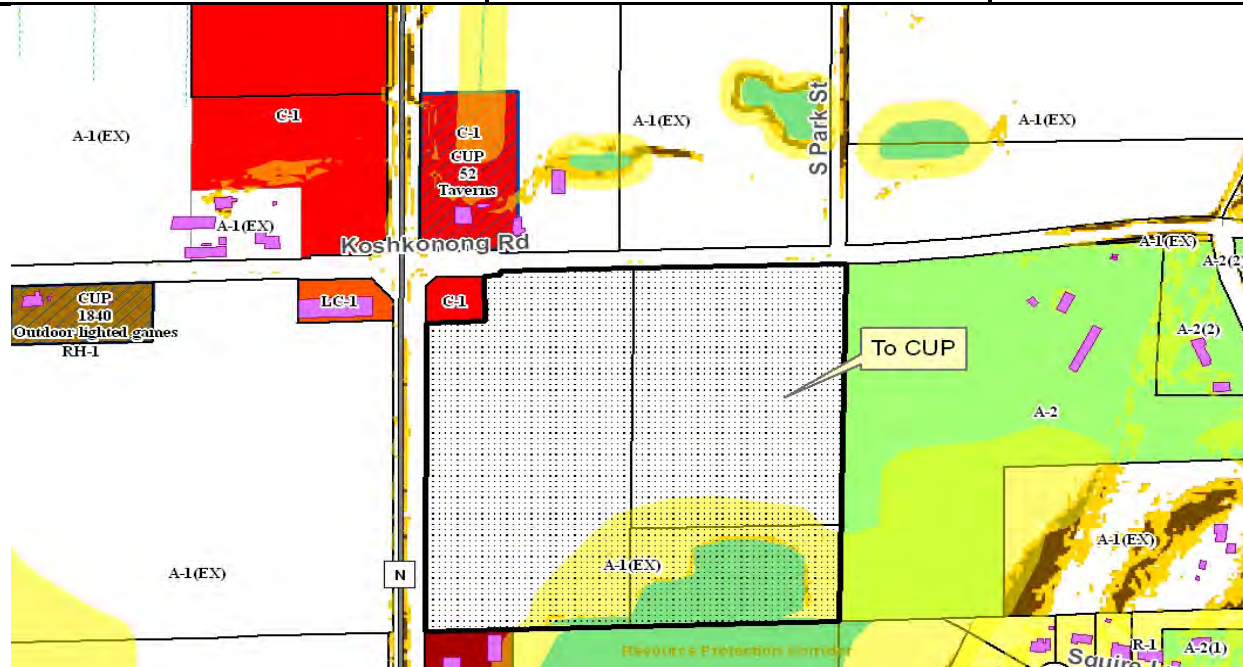 C-1
A-1(EX)
C-1
CUP
52
Taverns
A-1(EX)
S Park St
A-1(EX)
A-1(EX)
Koshkonong Rd
A-1(EX)
A-2(2)
CUP
1840
Outdoor lighted games
RH-1
LC-1
C-1
To CUP
A-2(2)
A-2
A-1(EX)
A-1(EX)
A-1(EX)
N
Resource Protection corridor
Squire
R-1
A-2(1)